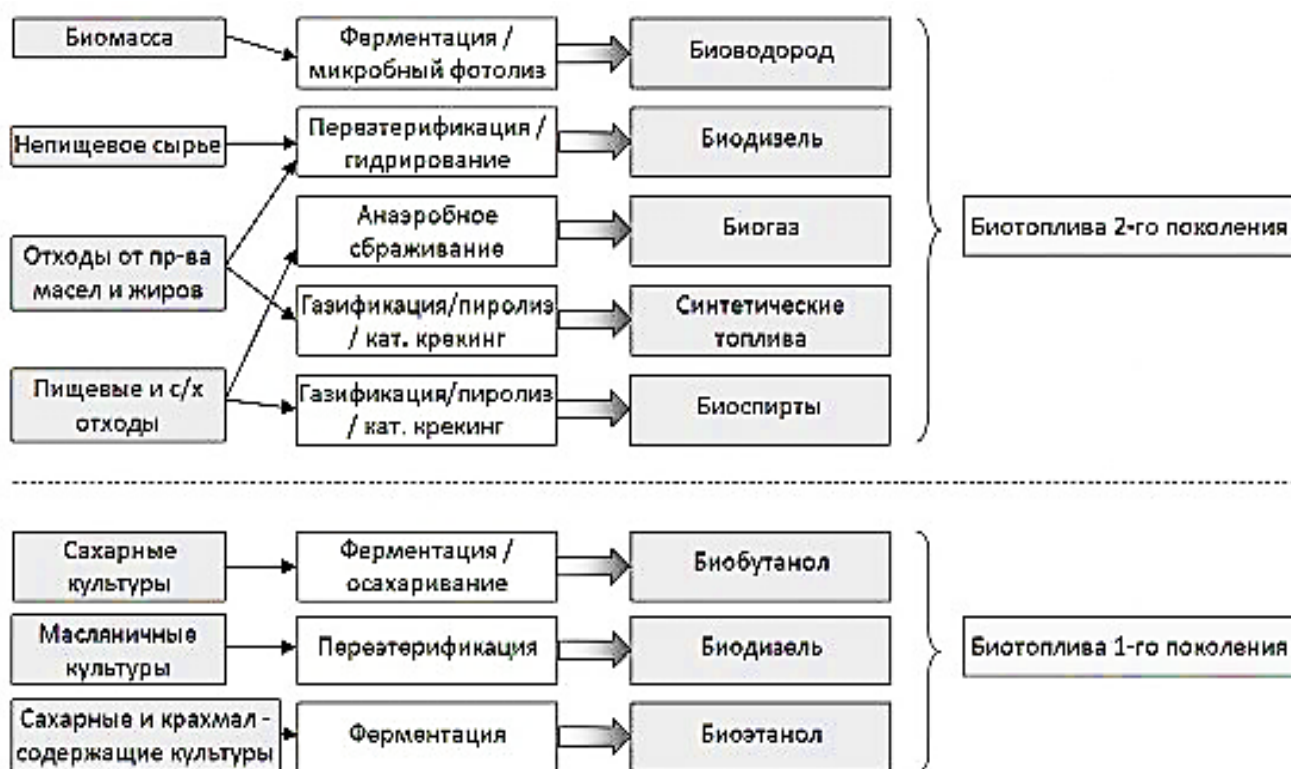 Биомасса
Ферментация /
микробный фотолиз
Биоводород
Непищевое сырье
Переэтерификация /
гидрирование
Биодизель
Отходы от пр-ва
масел и жиров
Анаэробное
сбраживание
Биогаз
Газификация/пиролиз
/ кат. крекинг
Синтетические
топлива
Пищевые и с/х
отходы
Газификация/пиролиз
/ кат. крекинг
Биоспирты
Биотоплива 2-го поколения
Сахарные
культуры
Ферментация /
осахаривание
Биобутанол
Масляничные
культуры
Переэтерификация
Биодизель
Сахарные и крахмал -
содержащие культуры
Ферментация
Биоэтанол
Биотоплива 1-го поколения